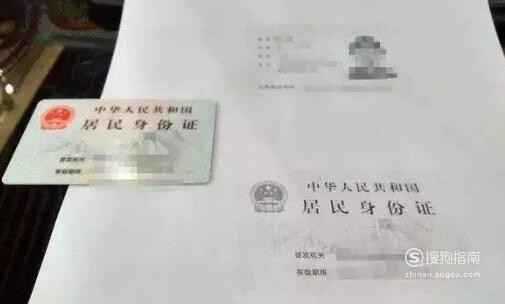 中华人民共和国
居民身份证
签发机关
有效期限
中华人民共和国
居民身份证
签发机关
有效期限
搜狗指南
zhinan.sogou.com